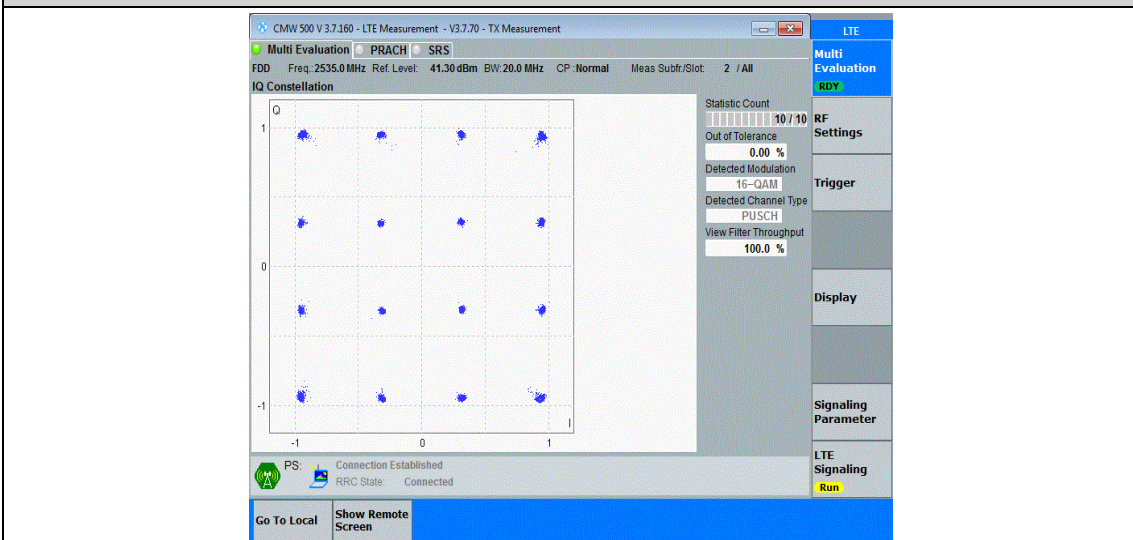 CMW 500 V 3.7.160 - LTE Measurement - V3.7.70 - TX Measurement
LTE
Multi Evaluation PRACH SRS
Multi
Evaluation
RDY
FDD Freq.:2535.0 MHz Ref. Level: 41.30 dBm BW:20.0 MHz CP :Normal Meas Subfr./Slot: 2 / All
IQ Constellation
Q
1
0
-1
-1 0 1
I
Statistic Count
10 / 10
Out of Tolerance
0.00 %
Detected Modulation
16-QAM
Detected Channel Type
PUSCH
View Filter Throughput
100.0 %
RF
Settings
Trigger
Display
Signaling
Parameter
LTE
Signaling
Run
PS: Connection Established
RRC State: Connected
Go To Local
Show Remote
Screen